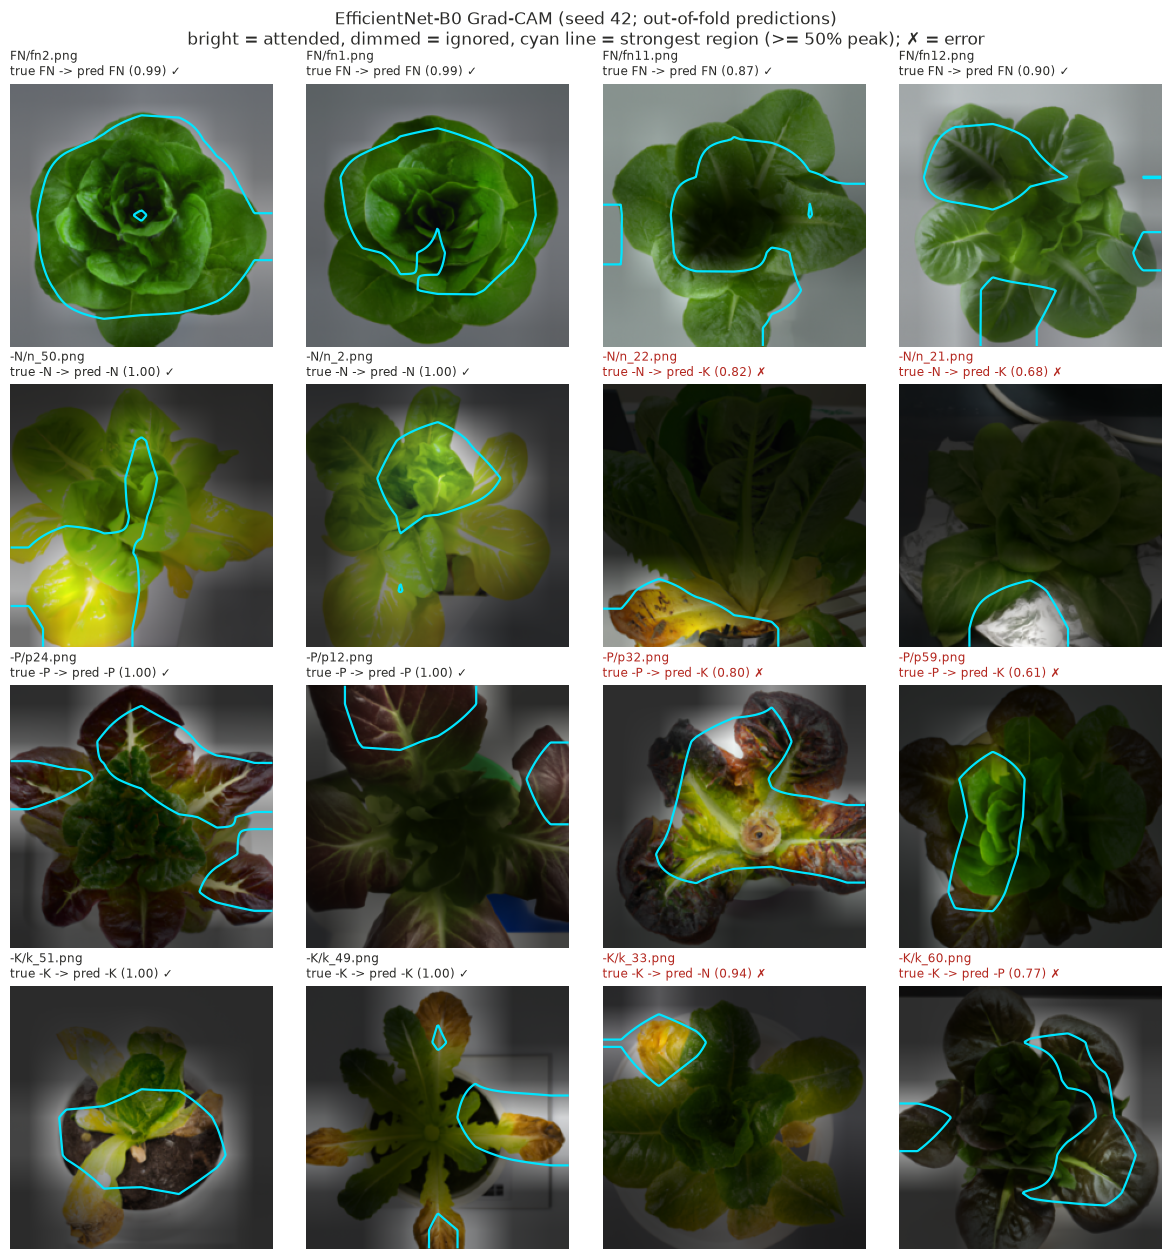 EfficientNet-B0 Grad-CAM (seed 42; out-of-fold predictions)
bright = attended, dimmed = ignored, cyan line = strongest region (>= 50% peak); ✗ = error
FN/fn2.png
true FN -> pred FN (0.99) ✓
FN/fn1.png
true FN -> pred FN (0.99) ✓
FN/fn11.png
true FN -> pred FN (0.87) ✓
FN/fn12.png
true FN -> pred FN (0.90) ✓
-N/n_50.png
true -N -> pred -N (1.00) ✓
-N/n_2.png
true -N -> pred -N (1.00) ✓
-N/n_22.png
true -N -> pred -K (0.82) ✗
-N/n_21.png
true -N -> pred -K (0.68) ✗
-P/p24.png
true -P -> pred -P (1.00) ✓
-P/p12.png
true -P -> pred -P (1.00) ✓
-P/p32.png
true -P -> pred -K (0.80) ✗
-P/p59.png
true -P -> pred -K (0.61) ✗
-K/k_51.png
true -K -> pred -K (1.00) ✓
-K/k_49.png
true -K -> pred -K (1.00) ✓
-K/k_33.png
true -K -> pred -N (0.94) ✗
-K/k_60.png
true -K -> pred -P (0.77) ✗